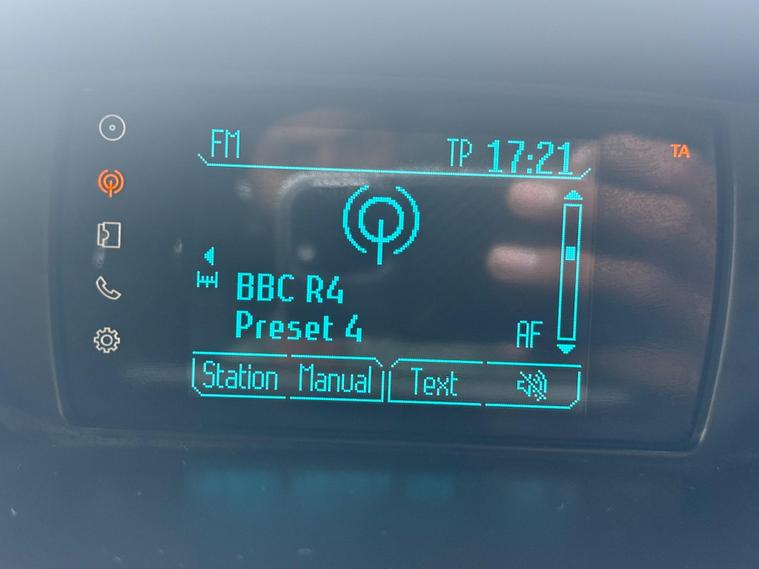 FM TP 17:21 TA
BBC R4
Preset 4 AF
Station Manual Text